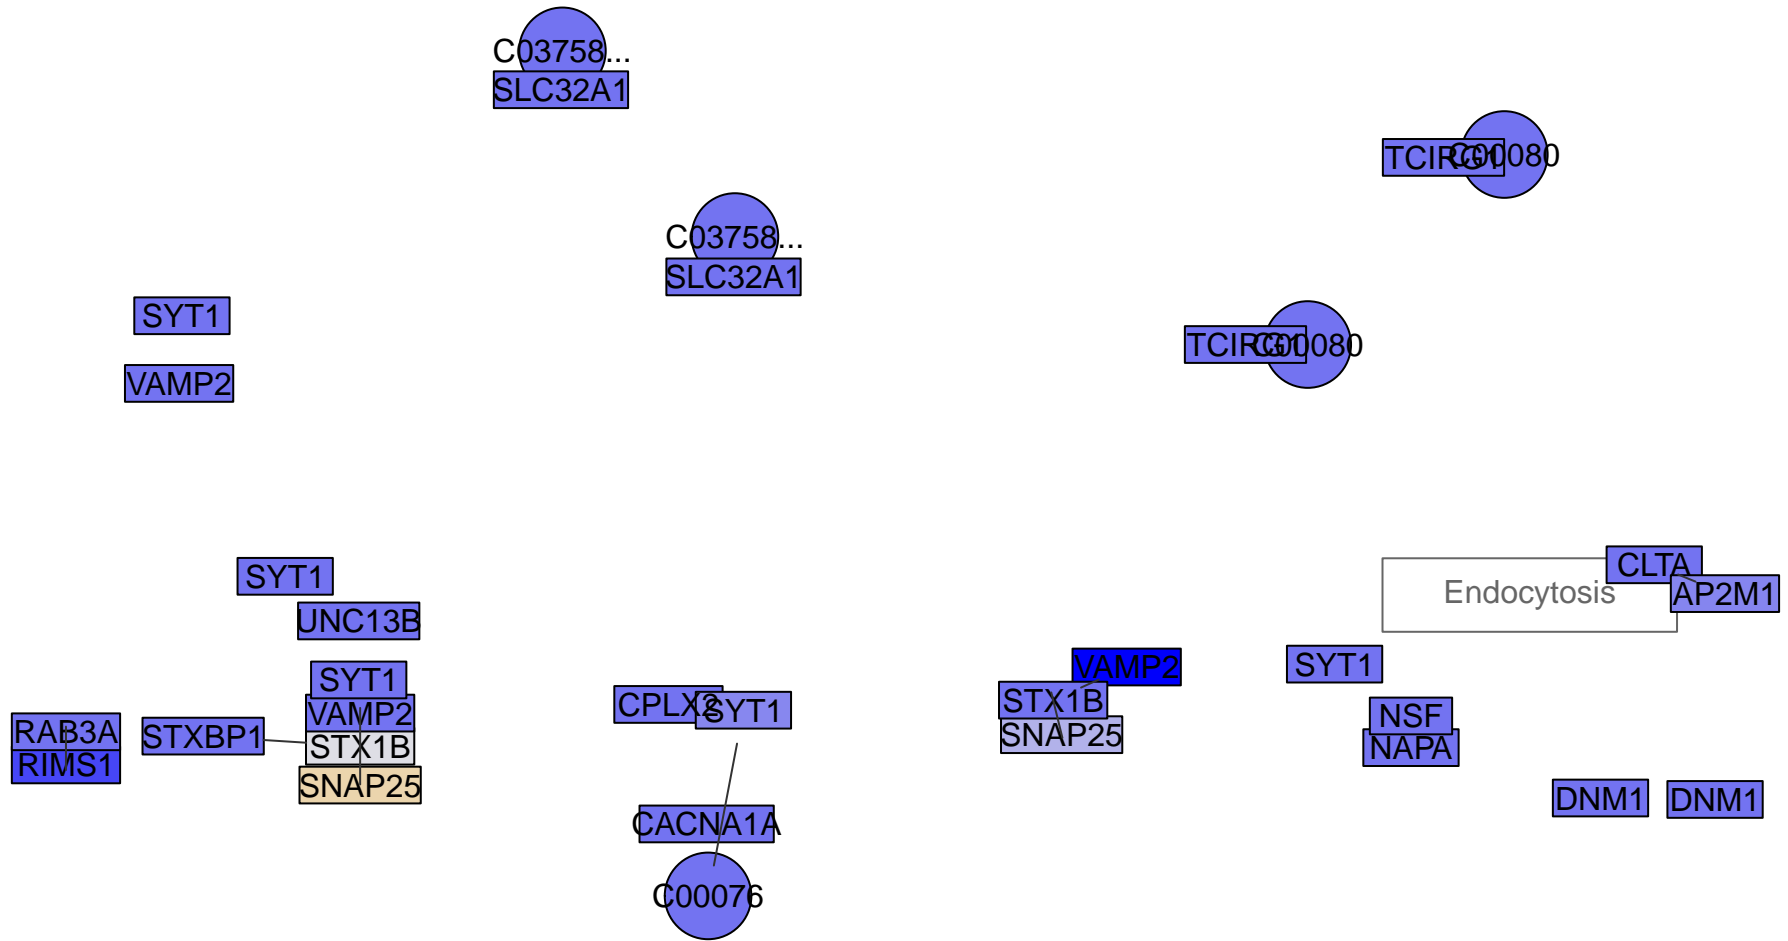 C03758...
SLC32A1
TCIRG1
C00080
C03758...
SLC32A1
SYT1
TCIRG1
C00080
VAMP2
SYT1
CLTA
Endocytosis
AP2M1
UNC13B
SYT1
VAMP2
STX1B
SNAP25
RAB3A
RIMS1
STXBP1
CPLX2
SYT1
VAMP2
STX1B
SNAP25
SYT1
NSF
NAPA
DNM1
DNM1
CACNA1A
C00076